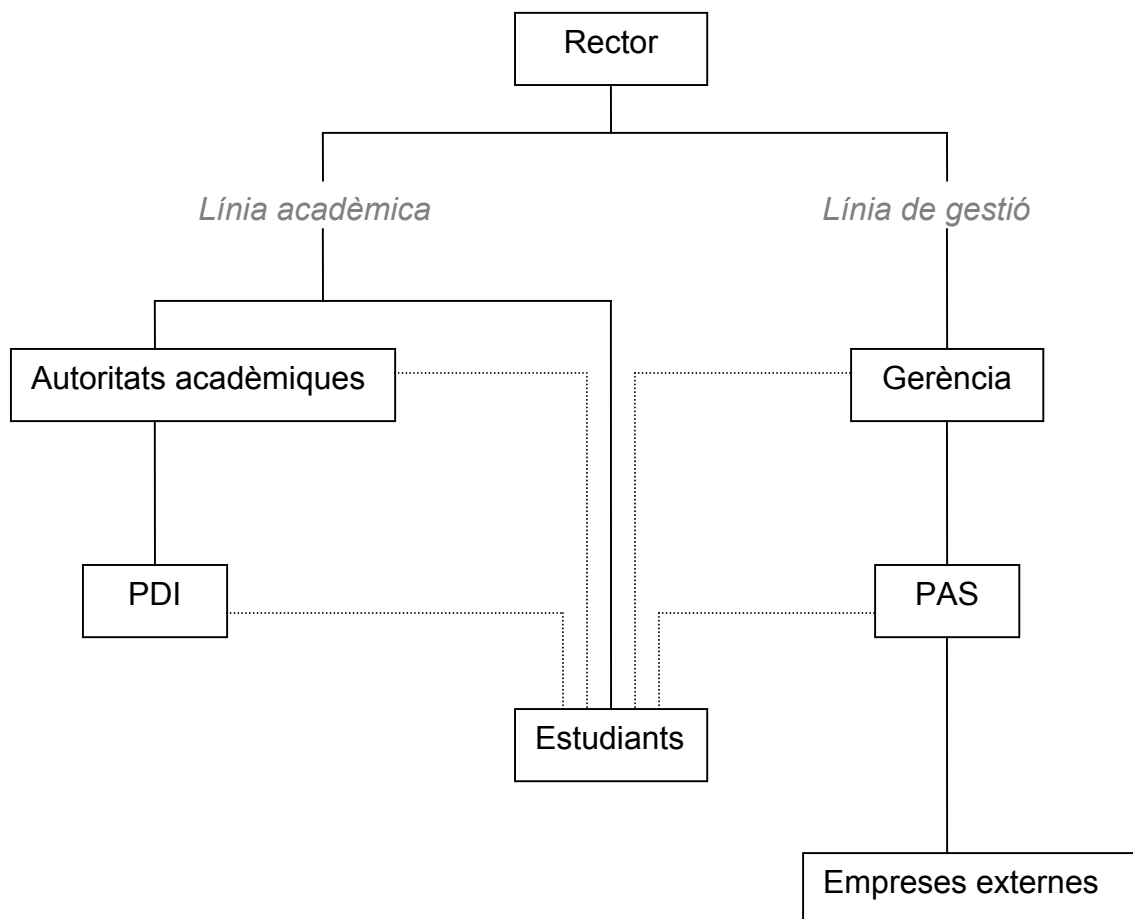 Rector
Línia acadèmica
Línia de gestió
Autoritats acadèmiques
Gerència
PDI
PAS
Estudiants
Empreses externes